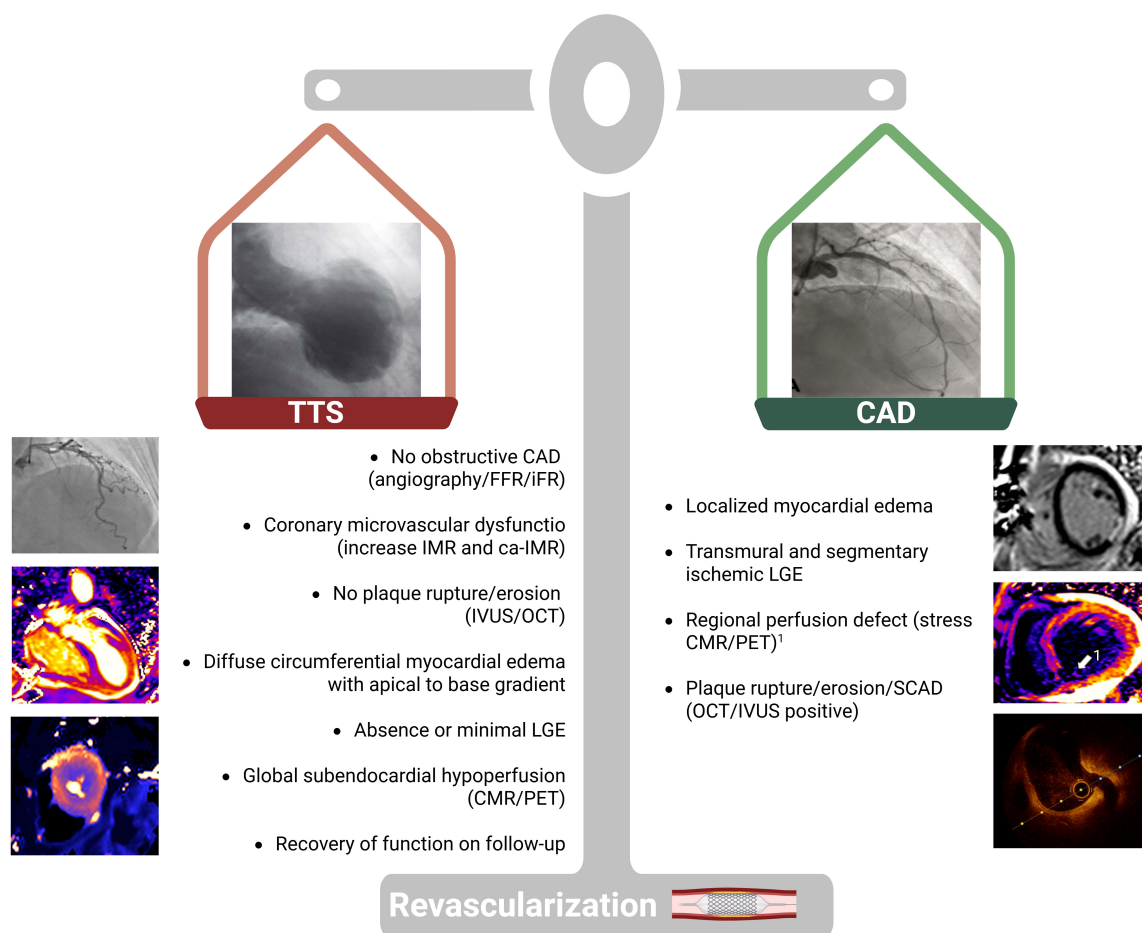 TTS
CAD
• No obstructive CAD
(angiography/FFR/iFR)
• Coronary microvascular dysfunctio
(increase IMR and ca-IMR)
• No plaque rupture/erosion
(IVUS/OCT)
• Diffuse circumferential myocardial edema
with apical to base gradient
• Absence or minimal LGE
• Global subendocardial hypoperfusion
(CMR/PET)
• Recovery of function on follow-up
• Localized myocardial edema
• Transmural and segmentary
ischemic LGE
• Regional perfusion defect (stress
CMR/PET)¹
• Plaque rupture/erosion/SCAD
(OCT/IVUS positive)
1
Revascularization